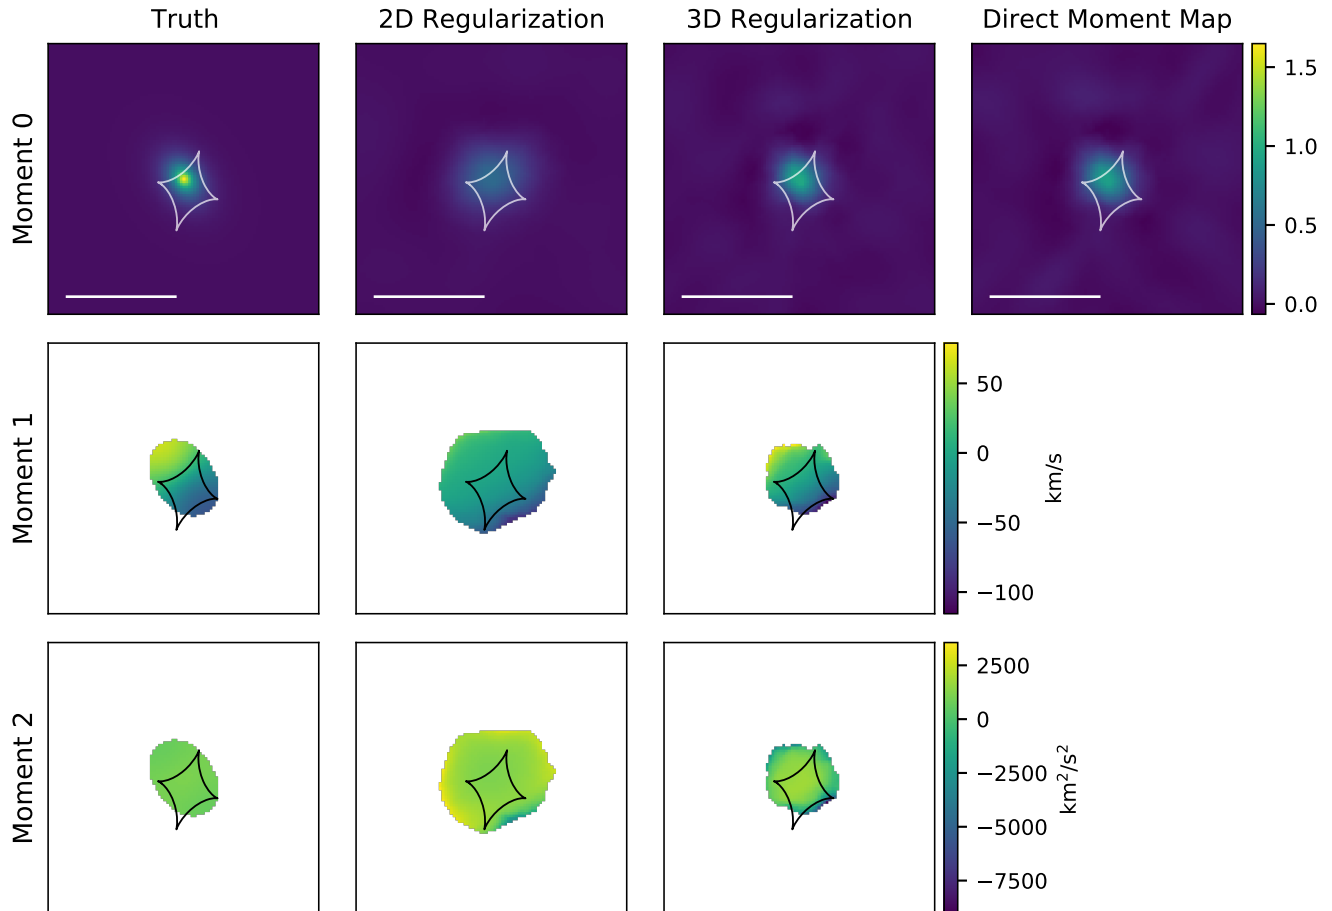 Truth
2D Regularization
3D Regularization
Direct Moment Map
Moment 0
1.5
1.0
0.5
0.0
Moment 1
50
0
−50
−100
km/s
Moment 2
2500
0
−2500
−5000
−7500
km²/s²